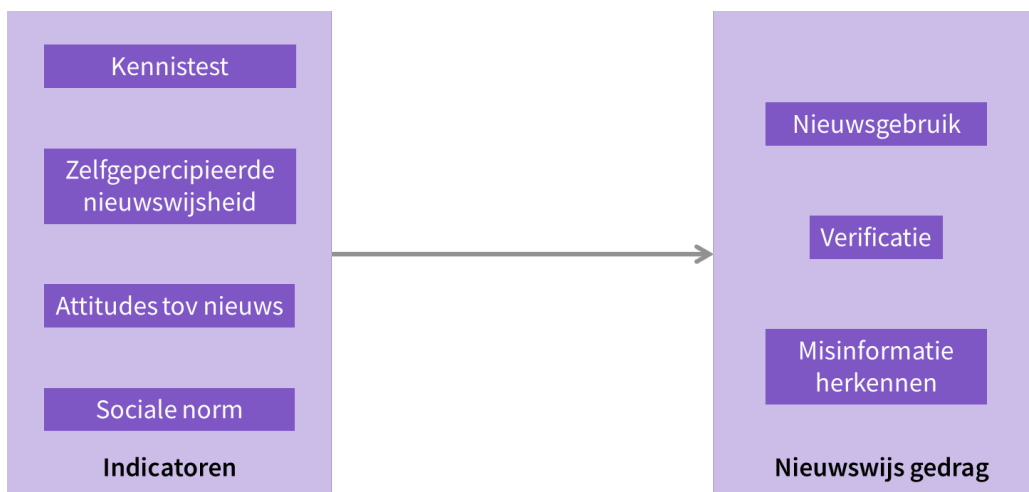 Kennistest
Zelfgepercipieerde
nieuwswijsheid
Attitudes tov nieuws
Sociale norm
Indicatoren
Nieuwsgebruik
Verificatie
Misinformatie
herkennen
Nieuwswijs gedrag